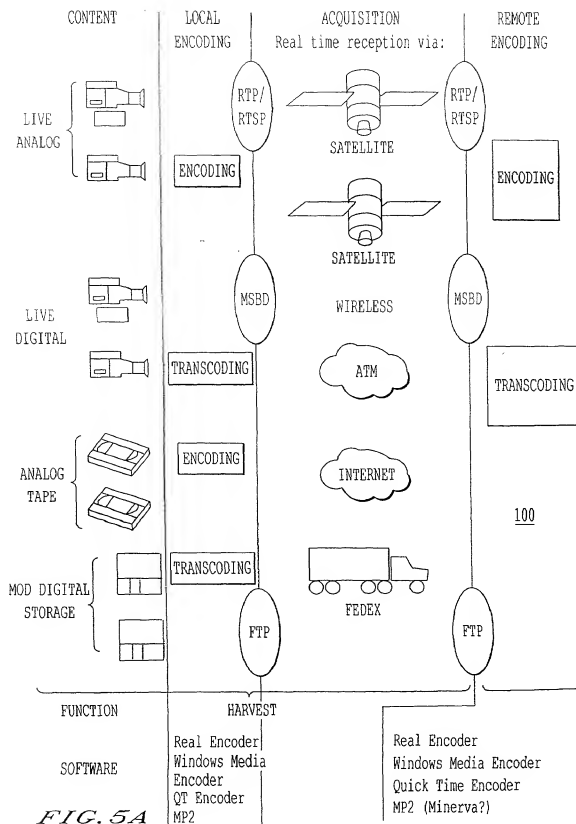 CONTENT
LOCAL
ENCODING
ACQUISITION
Real time reception via:
REMOTE
ENCODING
LIVE
ANALOG
RTP/
RTSP
SATELLITE
RTP/
RTSP
ENCODING
ENCODING
SATELLITE
LIVE
DIGITAL
MSBD
WIRELESS
MSBD
TRANSCODING
ATM
TRANSCODING
ANALOG
TAPE
ENCODING
INTERNET
100
MOD DIGITAL
STORAGE
TRANSCODING
FEDEX
FTP
FTP
FUNCTION
HARVEST
SOFTWARE
Real Encoder
Windows Media
Encoder
QT Encoder
MP2
Real Encoder
Windows Media Encoder
Quick Time Encoder
MP2 (Minerva?)
FIG. 5A